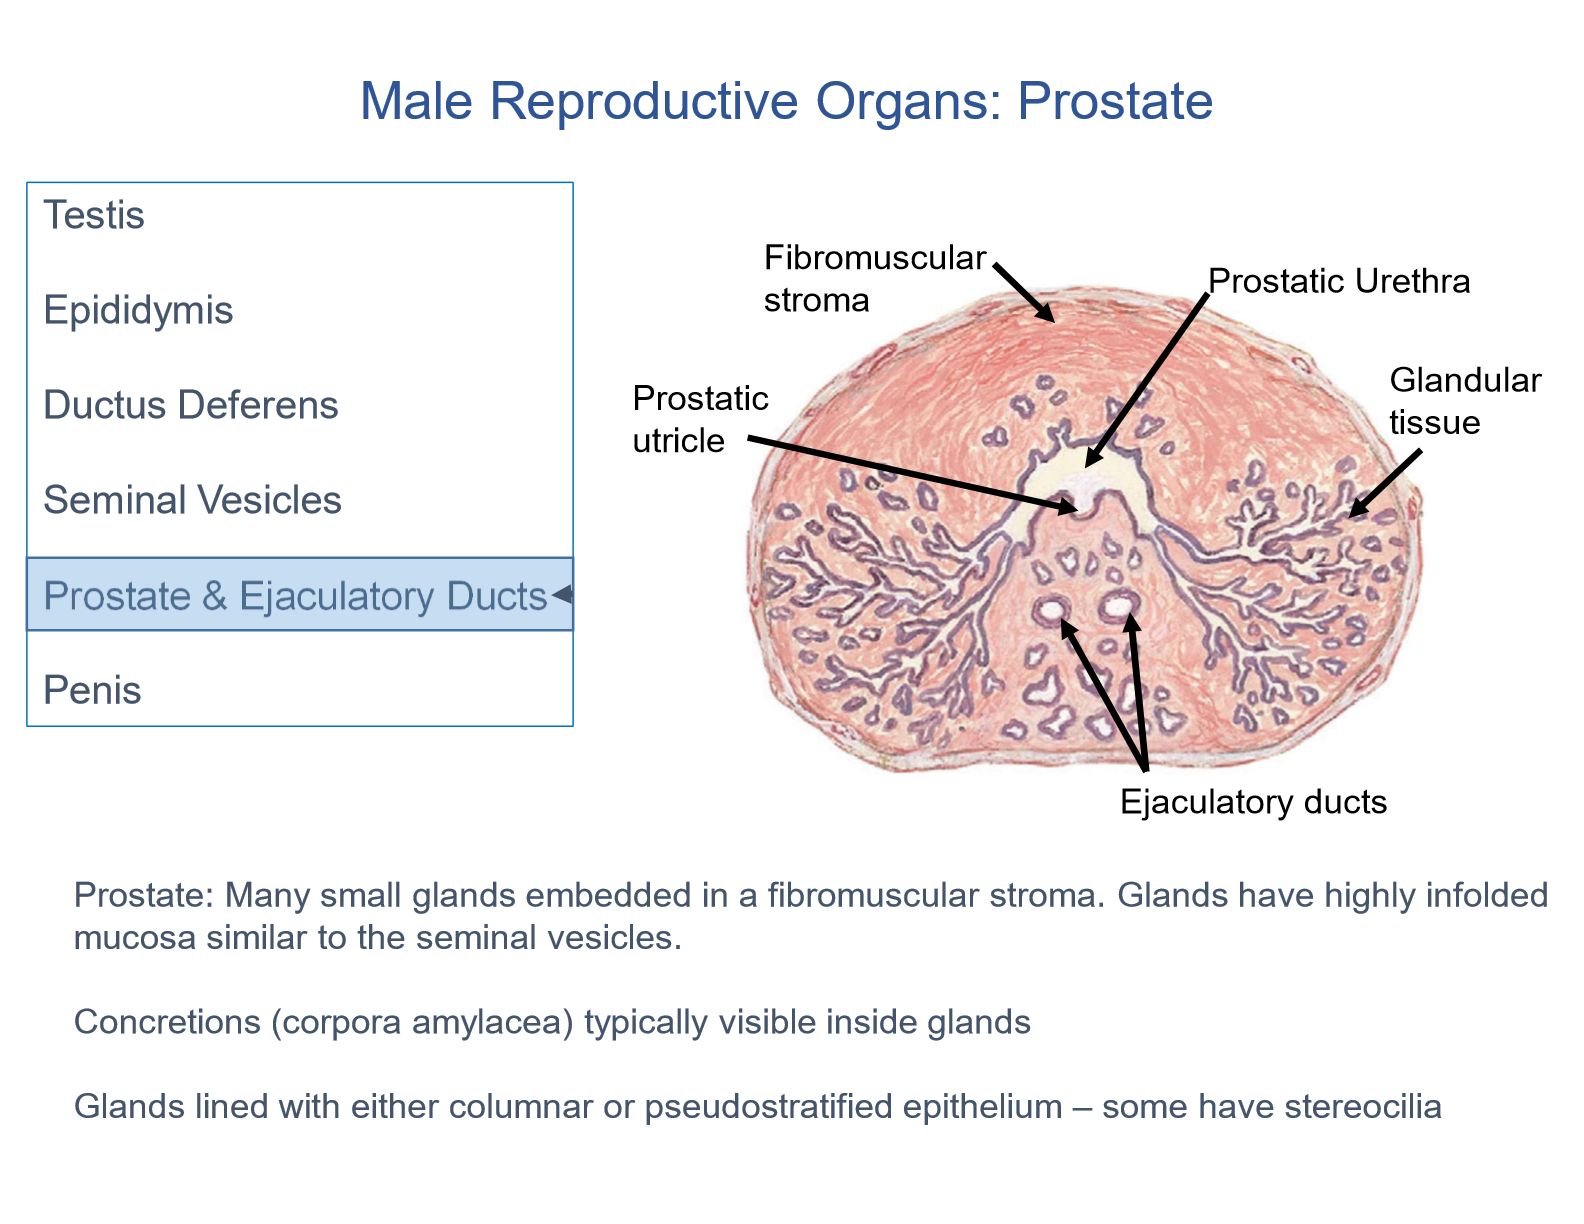 Male Reproductive Organs: Prostate
Testis
Epididymis
Ductus Deferens
Seminal Vesicles
Prostate & Ejaculatory Ducts
Penis
Fibromuscular
stroma
Prostatic Urethra
Glandular
tissue
Prostatic
utricle
Ejaculatory ducts
Prostate: Many small glands embedded in a fibromuscular stroma. Glands have highly infolded
mucosa similar to the seminal vesicles.
Concretions (corpora amylacea) typically visible inside glands
Glands lined with either columnar or pseudostratified epithelium – some have stereocilia